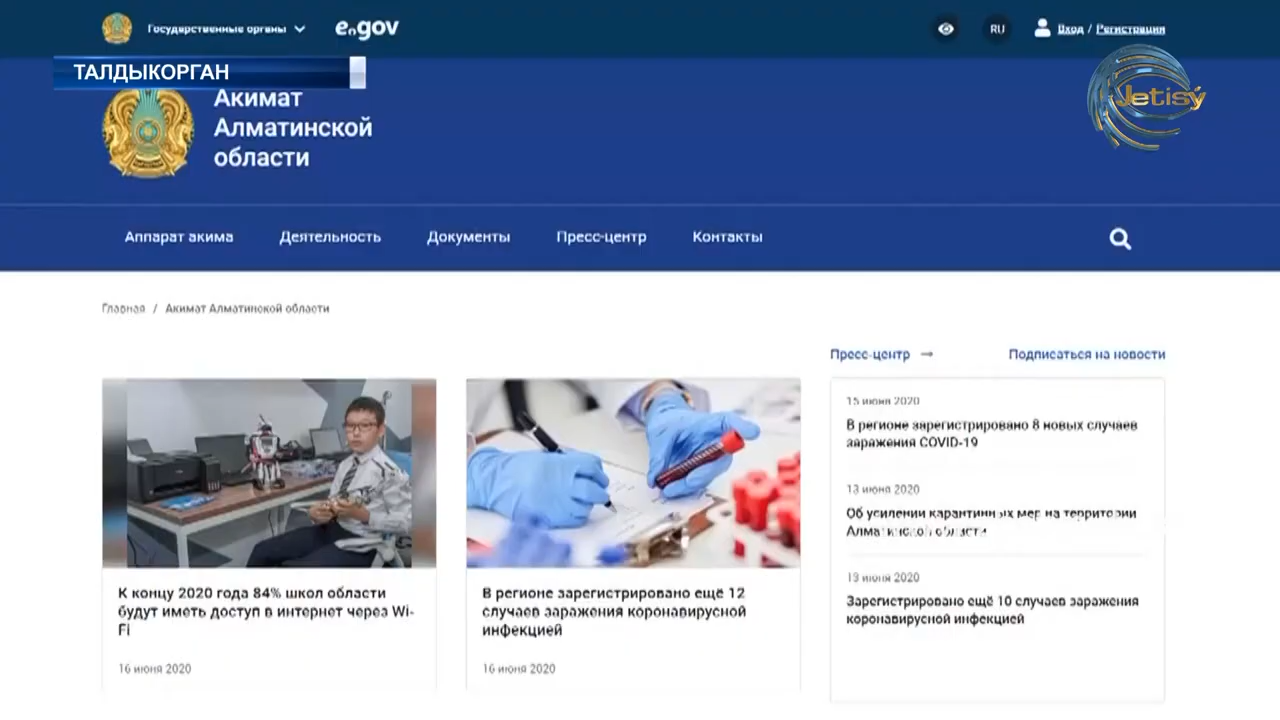 Государственные органы
eגgov
RU
Вход / Регистрация
ТАЛДЫКОРГАН
Jetisý
Акимат
Алматинской
области
Аппарат акима
Деятельность
Документы
Пресс-центр
Контакты
Главная / Акимат Алматинской области
Пресс-центр →
Подписаться на новости
К концу 2020 года 84% школ области
будут иметь доступ в интернет через Wi-
Fi
16 июня 2020
В регионе зарегистрировано ещё 12
случаев заражения коронавирусной
инфекцией
16 июня 2020
15 июня 2020
В регионе зарегистрировано 8 новых случаев
заражения COVID-19
13 июня 2020
Об усилении карантинных мер на территории
Алматинской области
13 июня 2020
Зарегистрировано ещё 10 случаев заражения
коронавирусной инфекцией